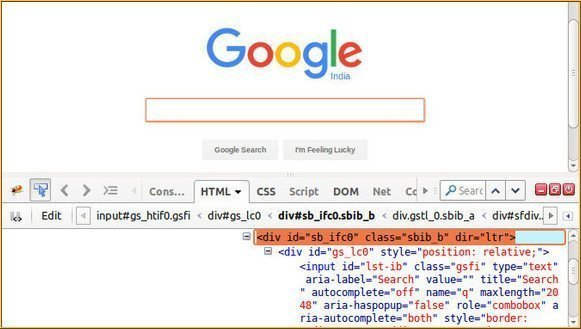 Google
India
Google Search I'm Feeling Lucky
Cons... HTML CSS Script DOM Net Co
Edit input#gs_htif0.gsfi < div#gs_lc0 < div#sb_ifc0.sbib_b < div.gstl_0.sbib_a < div#sfdiv...
<div id="sb_ifc0" class="sbib_b" dir="ltr">
<div id="gs_lc0" style="position: relative;">
<input id="lst-ib" class="gsfi" type="text"
aria-label="Search" value="" title="Search
" autocomplete="off" name="q" maxlength="20
48" aria-haspopup="false" role="combobox" a
ria-autocomplete="both" style="border: